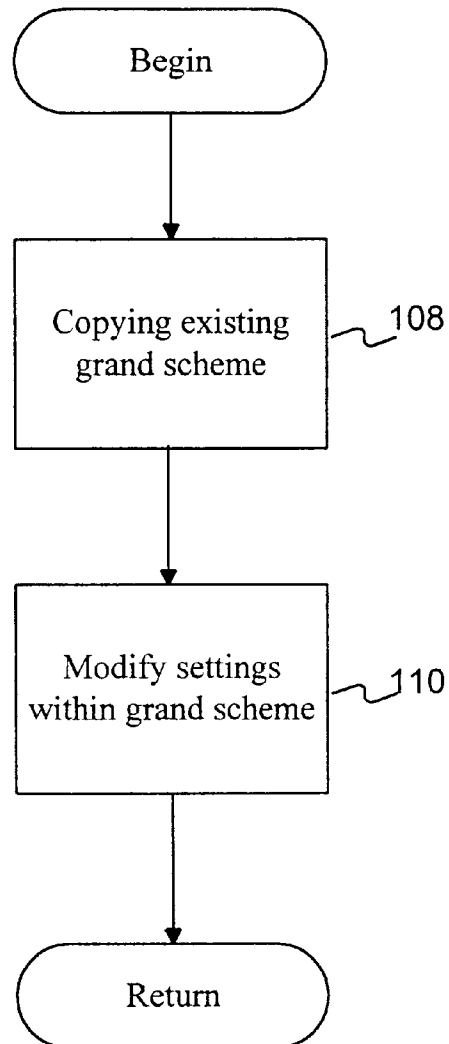 Begin
Copying existing
grand scheme
108
Modify settings
within grand scheme
110
Return